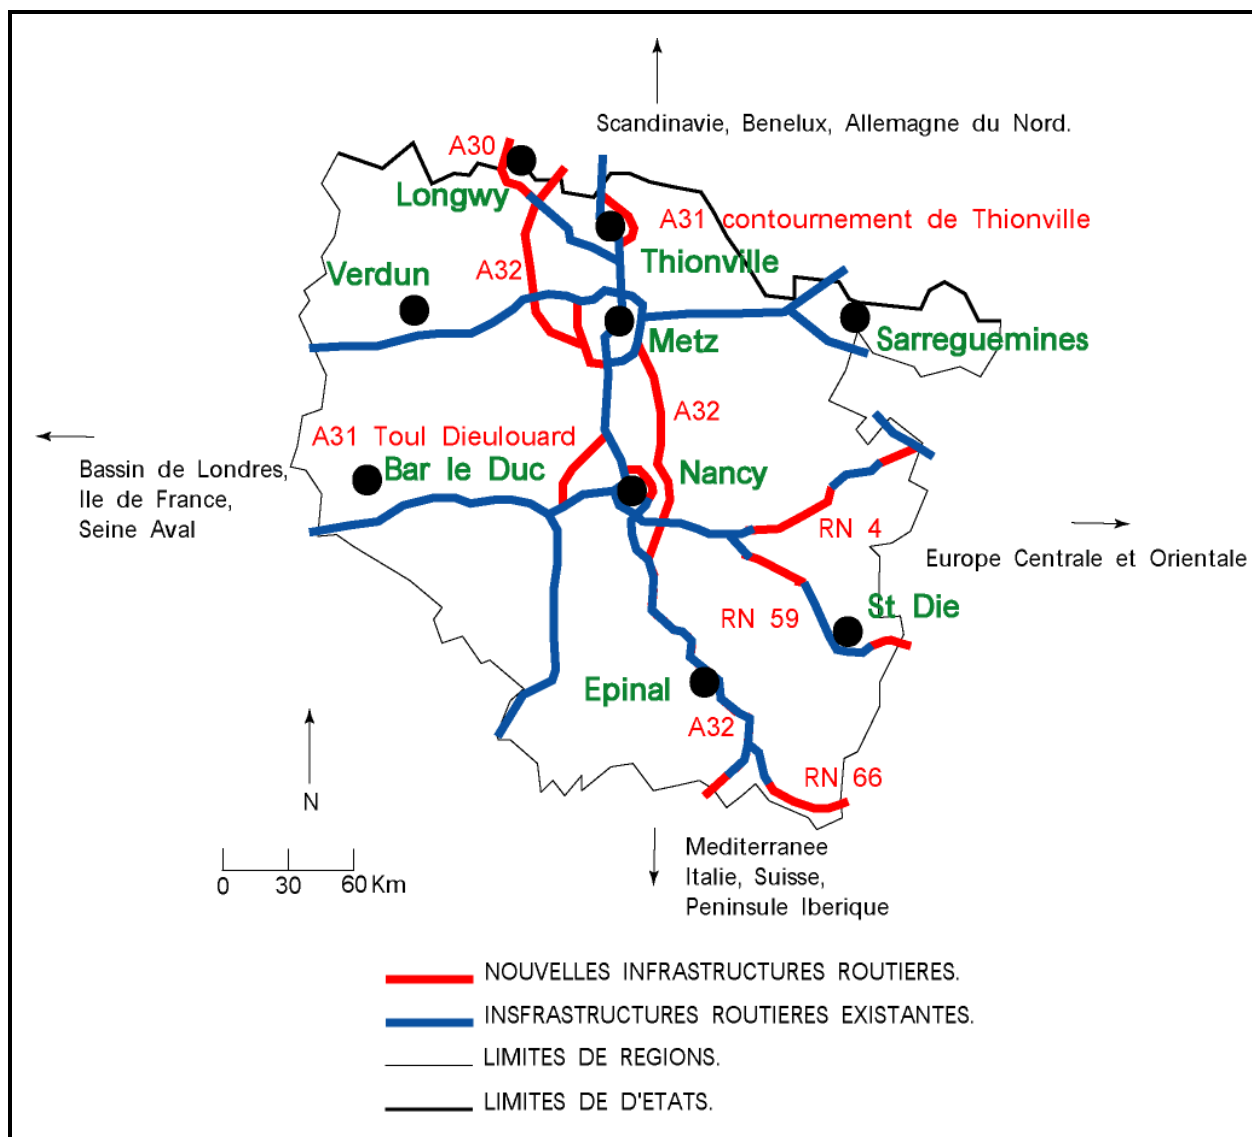 Scandinavie, Benelux, Allemagne du Nord.
A30
Longwy
A31 contournement de Thionville
Thionville
Verdun
A32
Metz
Sarreguemines
A32
A31 Toul Dieulouard
Bar le Duc
Nancy
Bassin de Londres,
Ile de France,
Seine Aval
RN 4
Europe Centrale et Orientale
St Die
RN 59
Epinal
A32
RN 66
N
0 30 60 Km
Mediterranee
Italie, Suisse,
Peninsule Iberique
NOUVELLES INFRASTRUCTURES ROUTIERES.
INSFRASTRUCTURES ROUTIERES EXISTANTES.
LIMITES DE REGIONS.
LIMITES DE D'ETATS.